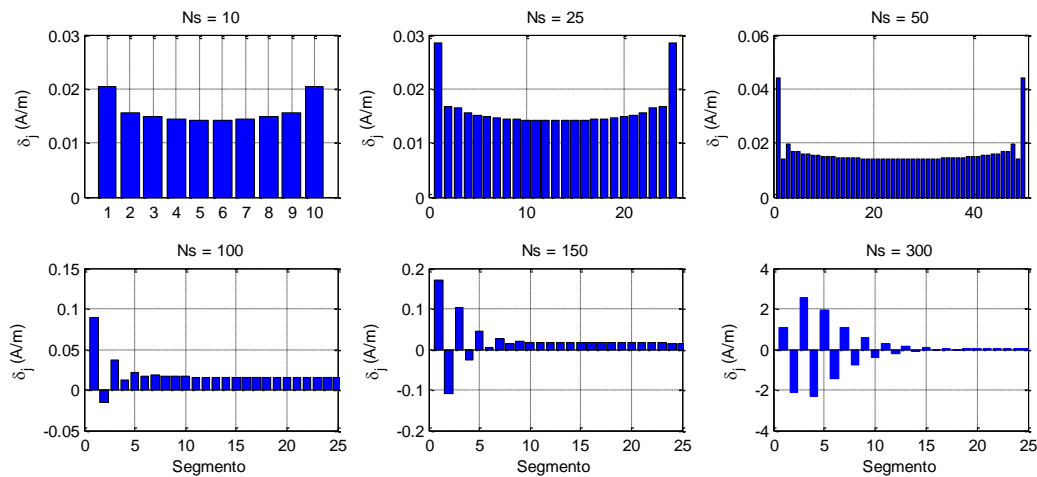 Ns = 10
Ns = 25
Ns = 50
0.03
0.02
0.01
0
δj (A/m)
1 2 3 4 5 6 7 8 9 10
0.03
0.02
0.01
0
δj (A/m)
0 10 20
0.06
0.04
0.02
0
δj (A/m)
0 20 40
Ns = 100
Ns = 150
Ns = 300
0.15
0.1
0.05
0
-0.05
δj (A/m)
0 5 10 15 20 25
Segmento
0.2
0.1
0
-0.1
-0.2
δj (A/m)
0 5 10 15 20 25
Segmento
4
2
0
-2
-4
δj (A/m)
0 5 10 15 20 25
Segmento